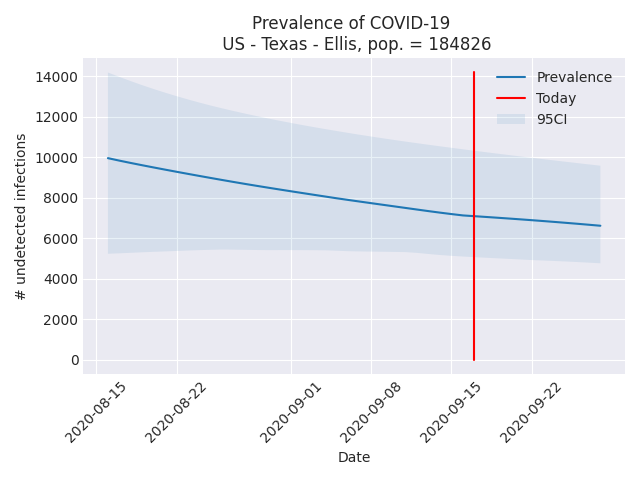 Prevalence of COVID-19
US - Texas - Ellis, pop. = 184826
Prevalence
Today
95CI
14000
12000
10000
8000
6000
4000
2000
0
# undetected infections
2020-08-15
2020-08-22
2020-09-01
2020-09-08
2020-09-15
2020-09-22
Date